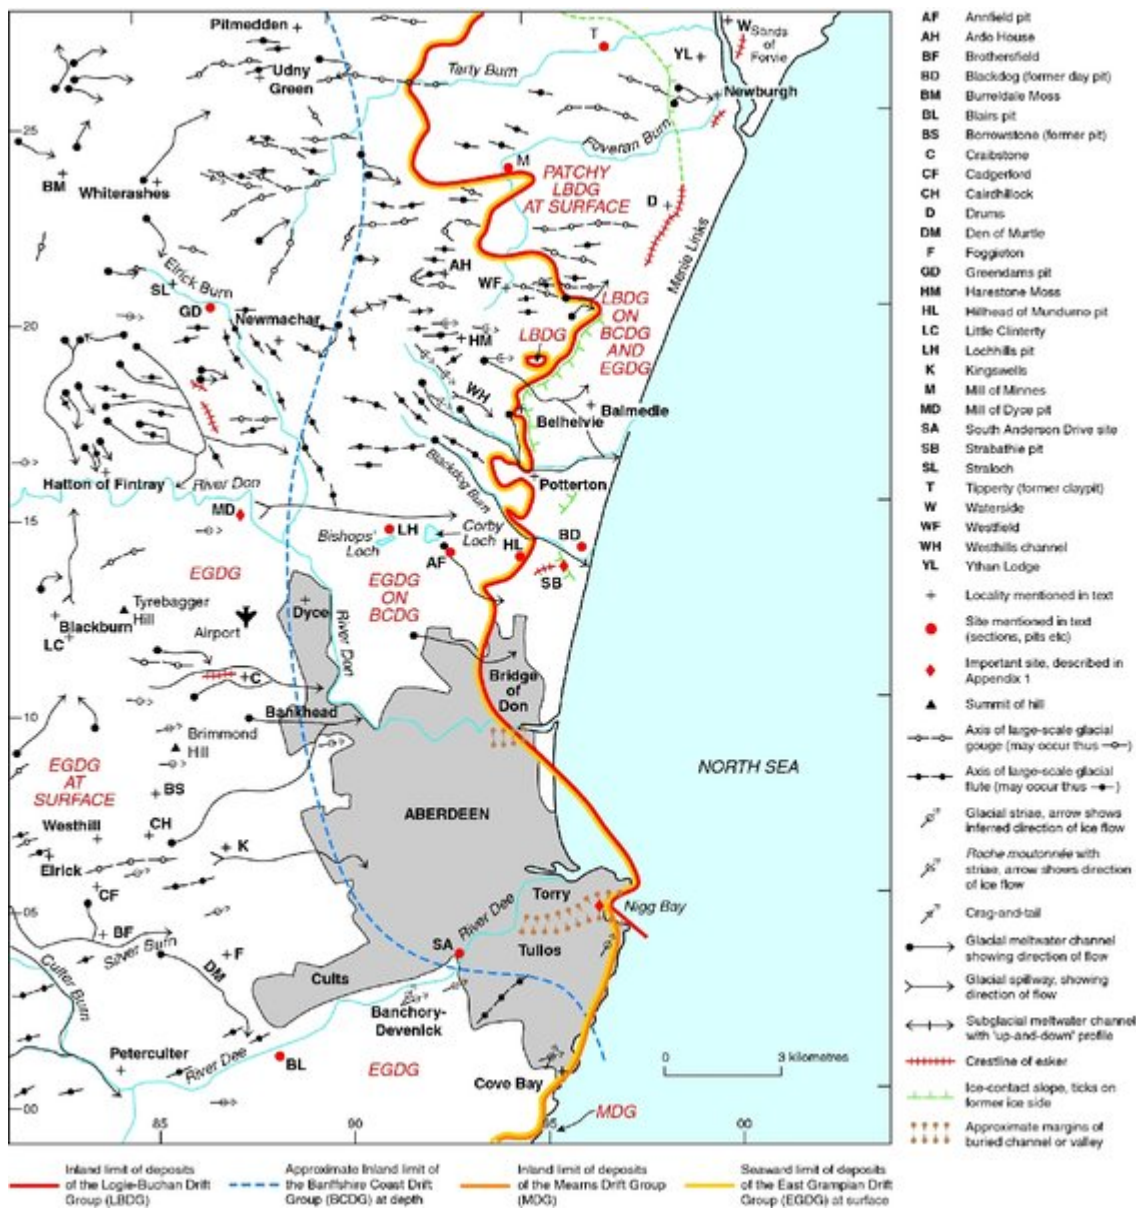 Pitmedden
Udny
Green
Tarty Burn
T
W
Sands
of
Forvie
YL
Newburgh
Foveran Burn
25
BM
Whiterashes
M
PATCHY
LBDG
AT SURFACE
D
Menie Links
Elrick Burn
SL
GD
Newmachar
AH
WF
LBDG
ON
BCDG
AND
EGDG
20
HM
LBDG
WH
Belhelvie
Balmedie
Hatton of Fintray
River Don
Blackdog Burn
Potterton
15
MD
Bishops'
Loch
LH
Corby
Loch
AF
HL
BD
SB
EGDG
EGDG
ON
BCDG
Tyrebagger
Hill
Dyce
Blackburn
Airport
LC
River Don
C
Bridge
of
Don
Bankhead
10
Brimmond
Hill
EGDG
AT
SURFACE
BS
NORTH SEA
ABERDEEN
Westhill
CH
K
Elrick
CF
Torry
Nigg Bay
05
BF
Silver Burn
F
SA
River Dee
Tullos
DM
Cults
Culter Burn
Banchory-
Devenick
Peterculter
River Dee
BL
EGDG
Cove Bay
0
3 kilometres
00
MDG
85
90
95
00
AF Annfield pit
AH Ardo House
BF Brothersfield
BD Blackdog (former day pit)
BM Burreldale Moss
BL Blairs pit
BS Borrowstone (former pit)
C Craibstone
CF Cadgerford
CH Cairdhillock
D Drums
DM Den of Murtle
F Foggieton
GD Greendams pit
HM Harestone Moss
HL Hillhead of Mundurno pit
LC Little Clinterty
LH Lochhills pit
K Kingswells
M Mill of Minnes
MD Mill of Dyce pit
SA South Anderson Drive site
SB Strabathie pit
SL Straloch
T Tipperty (former claypit)
W Waterside
WF Westfield
WH Westhills channel
YL Ythan Lodge
Locality mentioned in text
Site mentioned in text
(sections, pits etc)
Important site, described in
Appendix 1
Summit of hill
Axis of large-scale glacial
gouge (may occur thus )
Axis of large-scale glacial
flute (may occur thus )
Glacial striae, arrow shows
inferred direction of ice flow
Roche moutonnée with
striae, arrow shows direction
of ice flow
Crag-and-tail
Glacial meltwater channel
showing direction of flow
Glacial spillway, showing
direction of flow
Subglacial meltwater channel
with 'up-and-down' profile
Crestline of esker
Ice-contact slope, ticks on
former ice side
Approximate margins of
buried channel or valley
Inland limit of deposits
of the Logie-Buchan Drift
Group (LBDG)
Approximate Inland limit of
the Banffshire Coast Drift
Group (BCDG) at depth
Inland limit of deposits
of the Mearns Drift Group
(MDG)
Seaward limit of deposits
of the East Grampian Drift
Group (EGDG) at surface